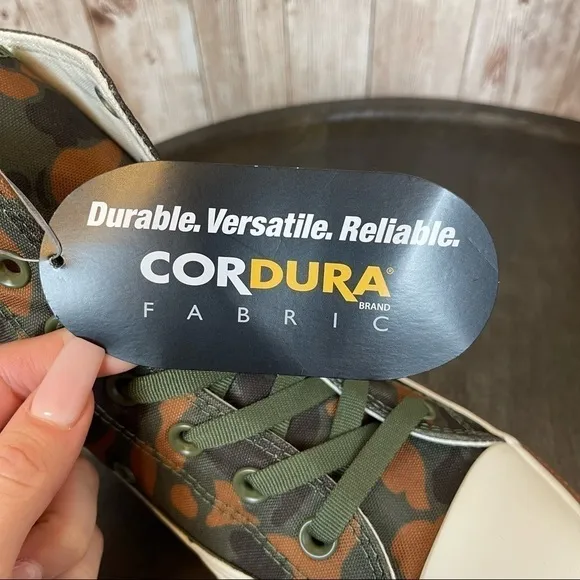 Durable. Versatile. Reliable.
CORDURA®
BRAND
FABRIC